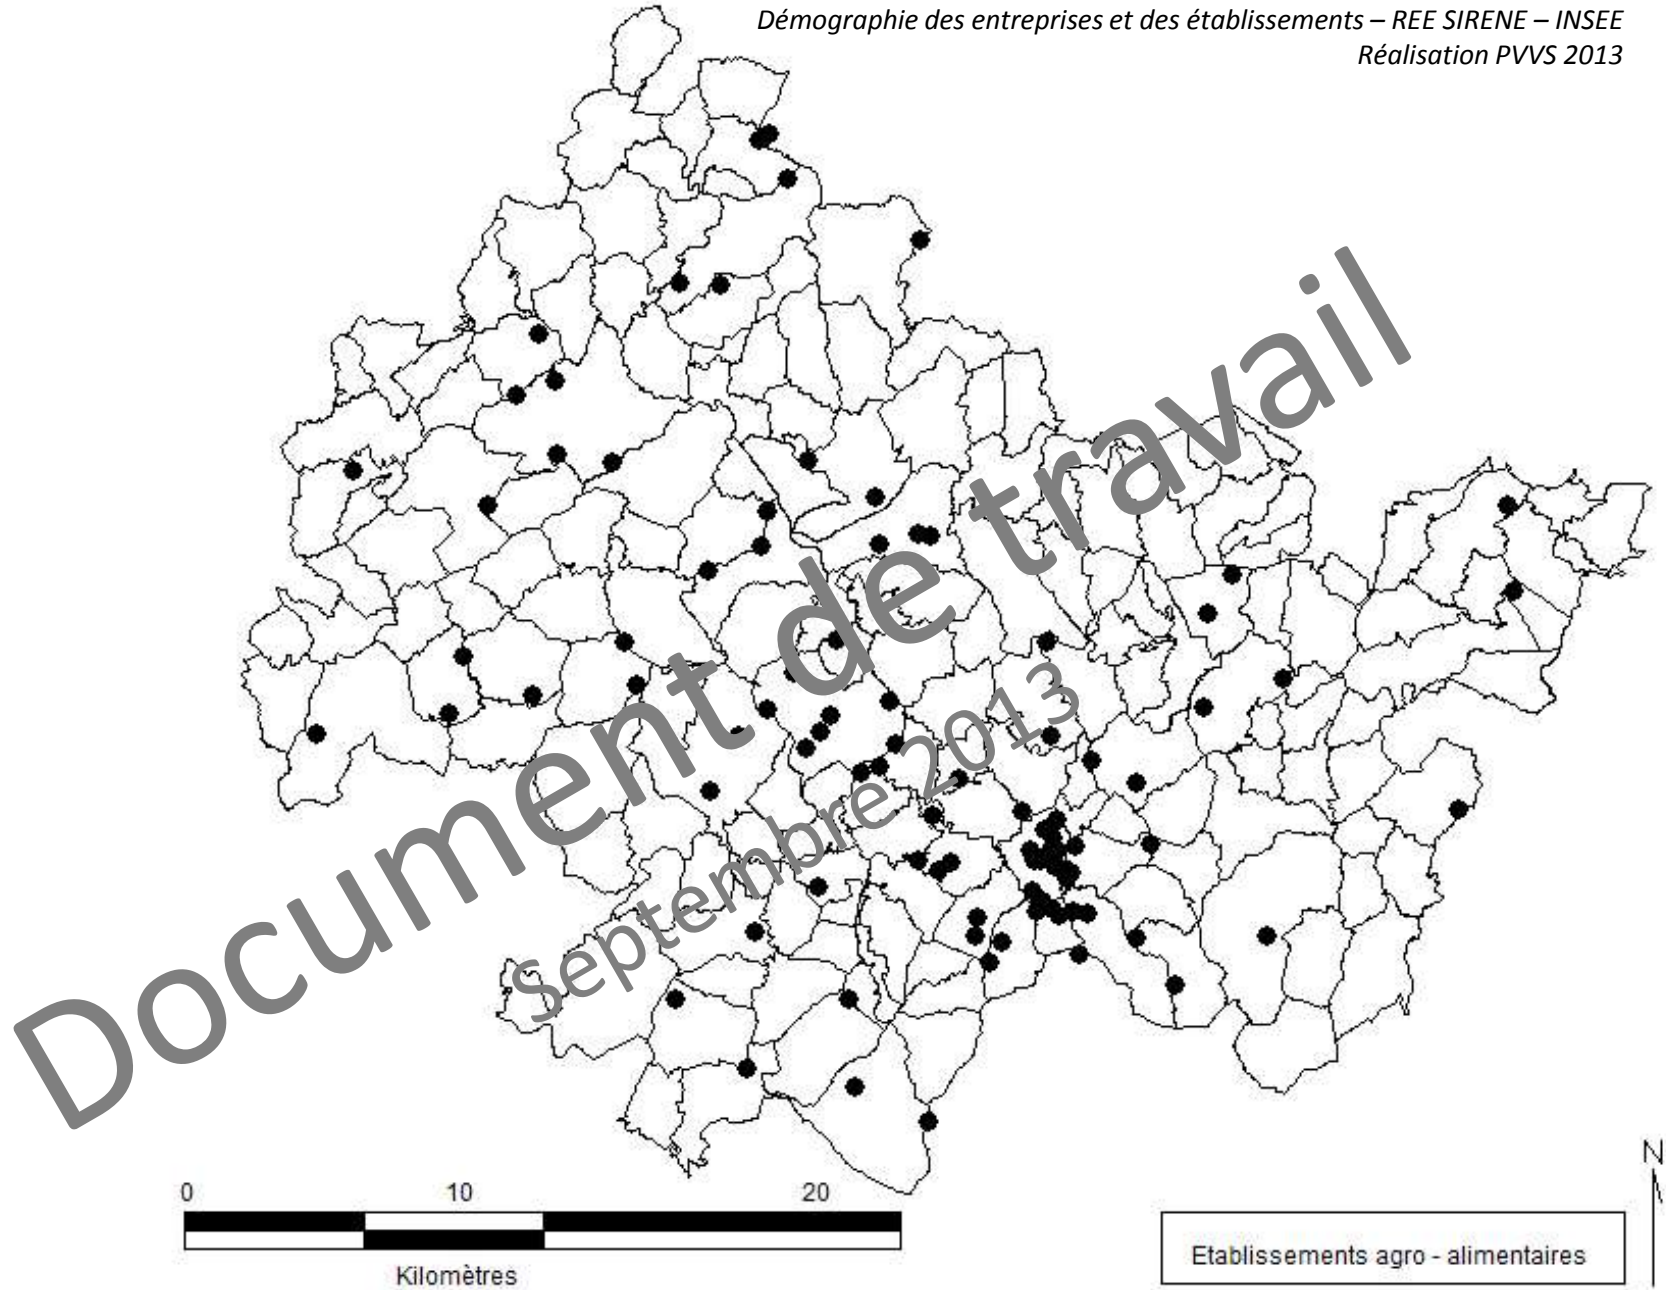 Démographie des entreprises et des établissements – REE SIRENE – INSEE
Réalisation PVVS 2013
Document de travail
Septembre 2013
N
0 10 20
Kilomètres
Etablissements agro - alimentaires